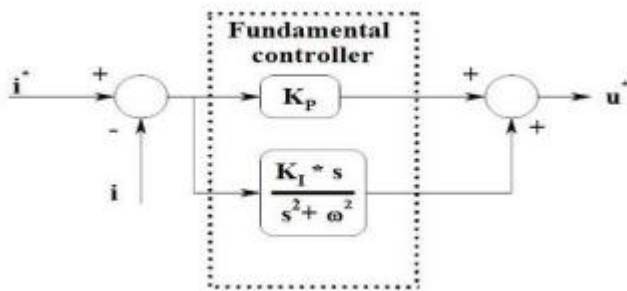 Fundamental
controller
i*
+
-
i
K_P
K_I * s
s² + ω²
+
+
u*